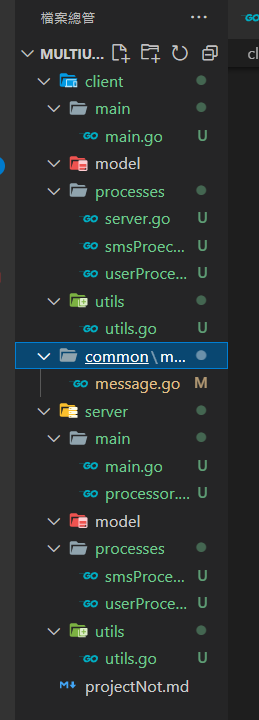 檔案總管
MULTIU...
cl
client
main
main.go U
model
processes
server.go U
smsProec... U
userProce... U
utils
utils.go U
common\m...
message.go M
server
main
main.go U
processor.... U
model
processes
smsProce... U
userProce... U
utils
utils.go U
projectNot.md